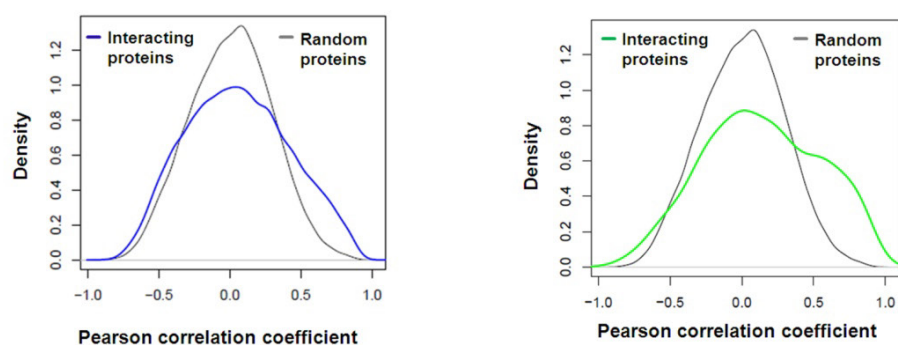 Interacting proteins
Random proteins
Density
0.0 0.2 0.4 0.6 0.8 1.0 1.2
−1.0 −0.5 0.0 0.5 1.0
Pearson correlation coefficient
Interacting proteins
Random proteins
Density
0.0 0.2 0.4 0.6 0.8 1.0 1.2
−1.0 −0.5 0.0 0.5 1.0
Pearson correlation coefficient